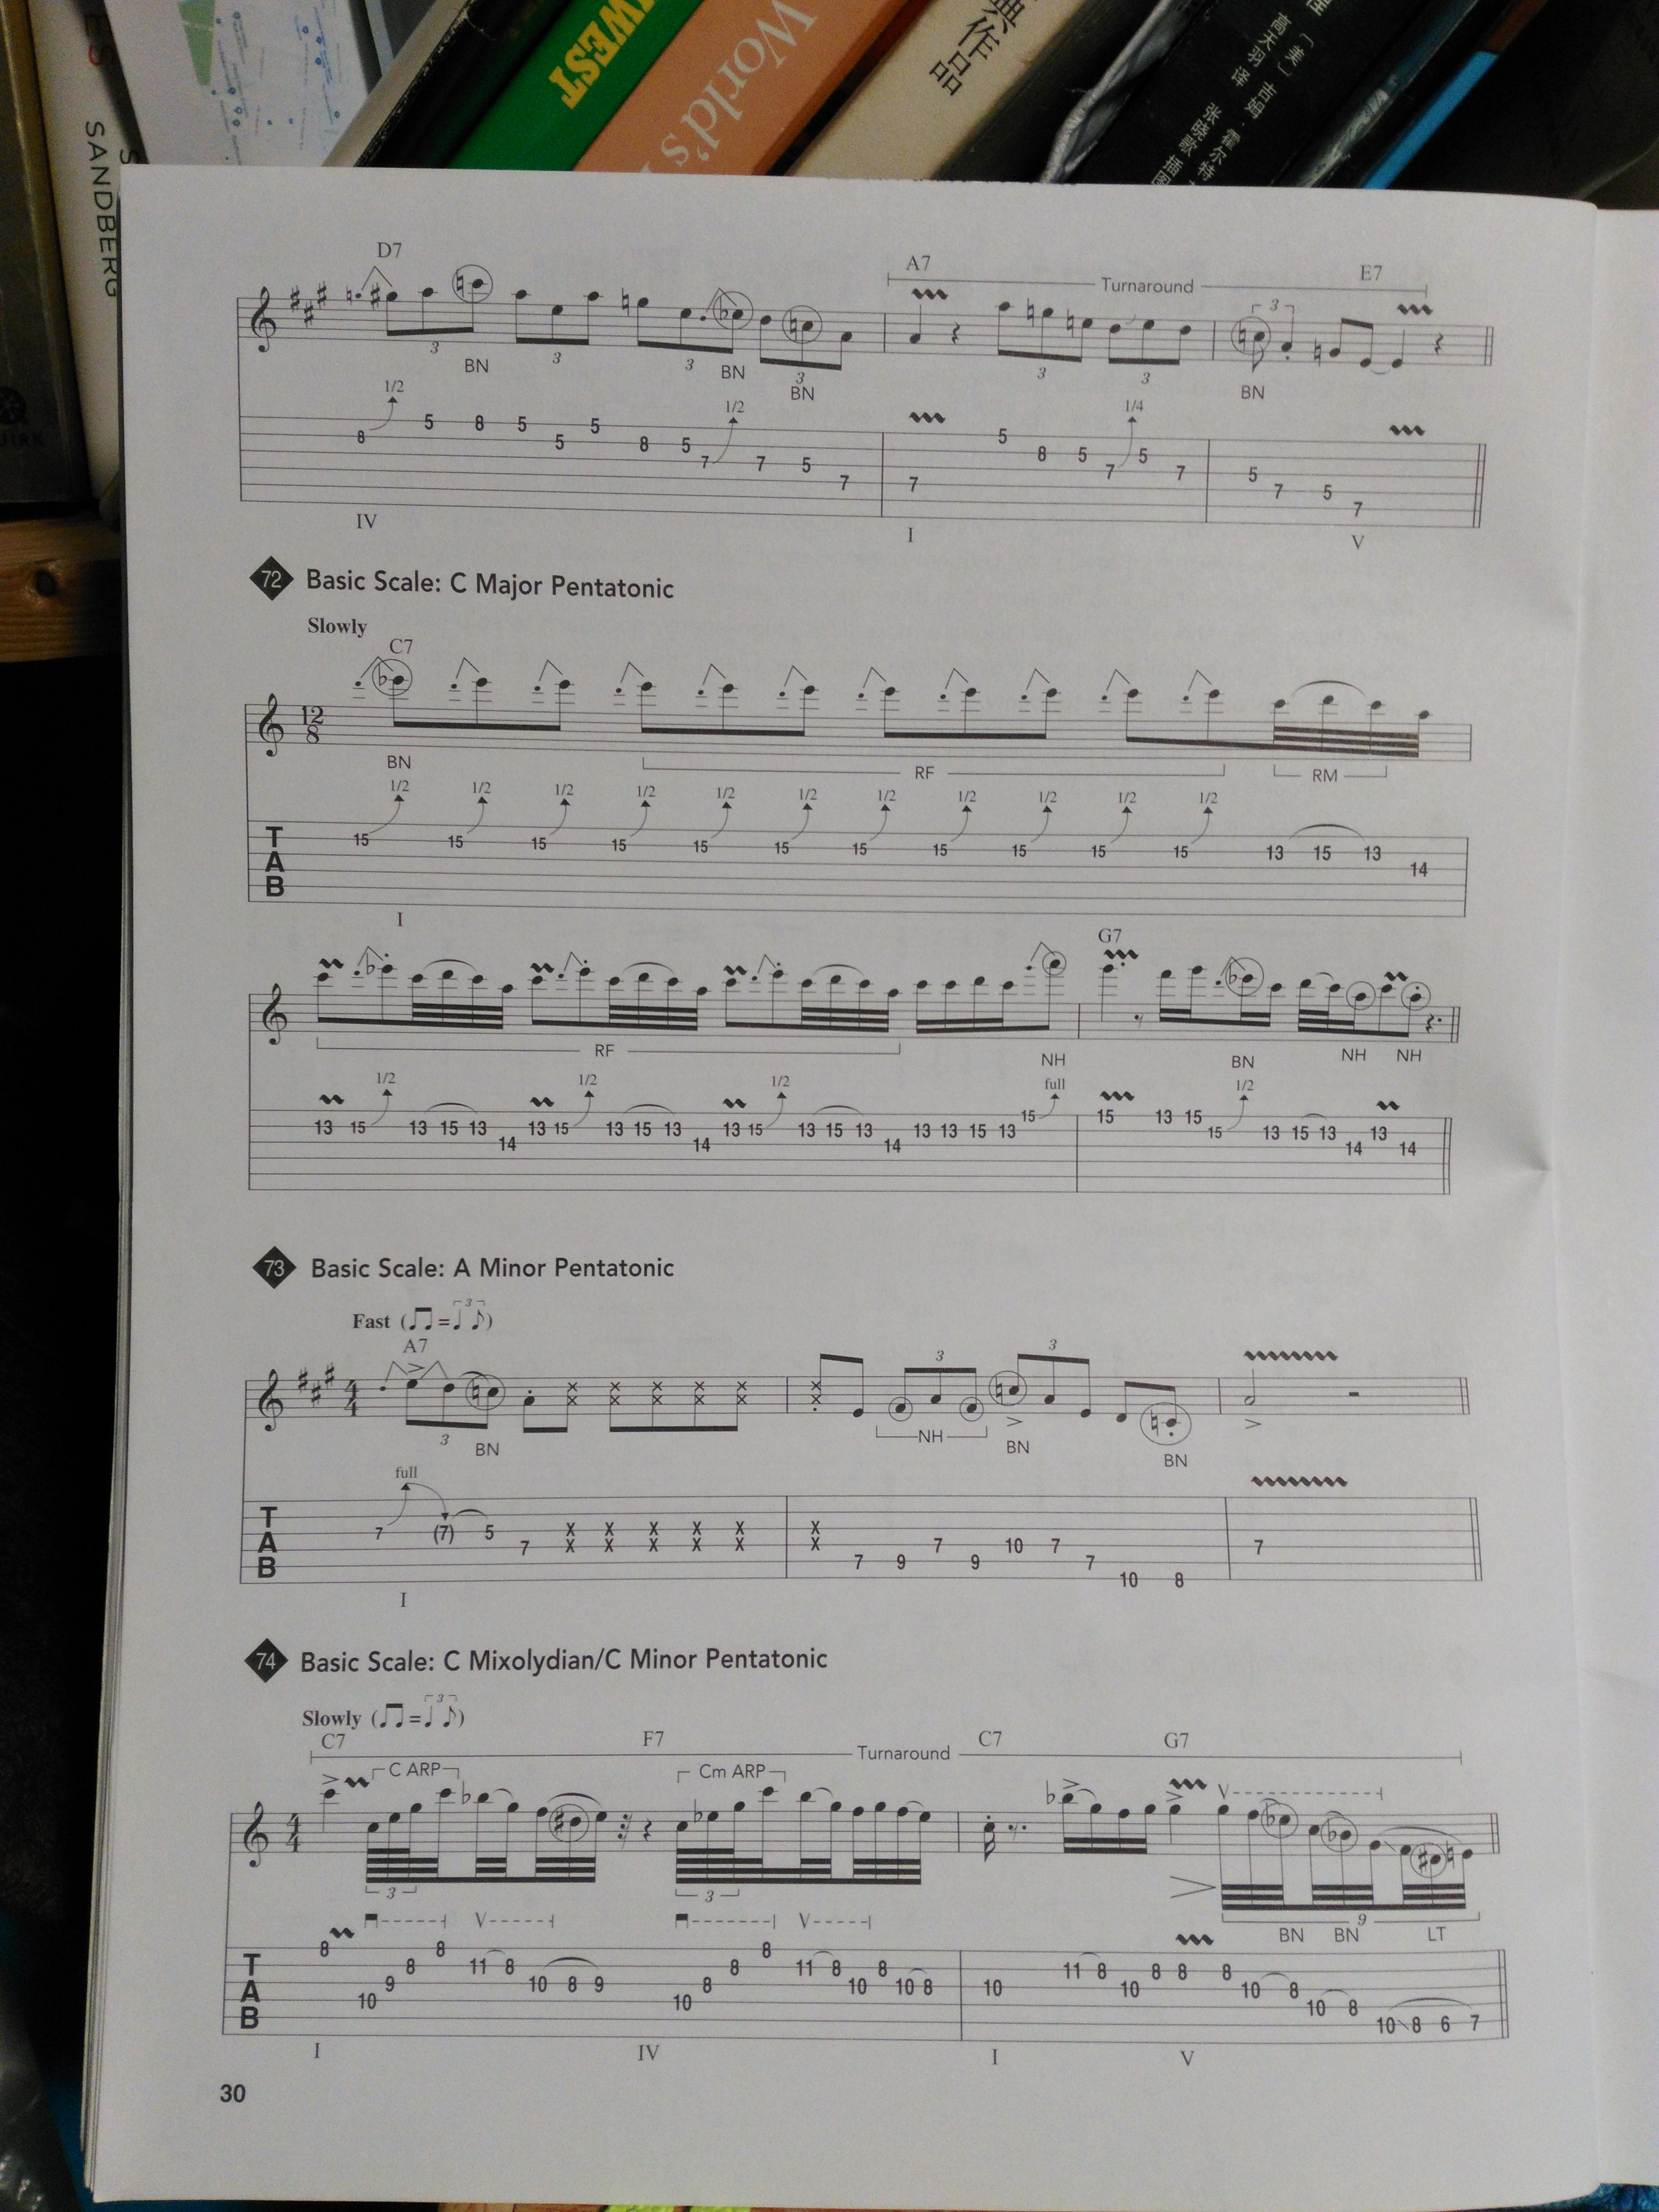 SANDBERG
WEST
World's
典作品
D7
A7
Turnaround
E7
3
3
3
3
3
3
3
BN
BN
BN
BN
1/2
1/2
1/4
8 5 8 5 5 5 8 5 7 7 5 7
7 5 8 5 7 5 7
5 7 5 7
IV
I
V
72 Basic Scale: C Major Pentatonic
Slowly
C7
12
8
BN
RF
RM
1/2 1/2 1/2 1/2 1/2 1/2 1/2 1/2 1/2 1/2 1/2
T
A
B
15 15 15 15 15 15 15 15 15 15 15 13 15 13 14
I
G7
RF
NH
BN
NH
NH
1/2 1/2 1/2 full 1/2
13 15 13 15 13 14 13 15 13 15 13 14 13 15 13 15 13 14 13 13 15 13 15
15 13 15 15 13 15 13 14 13 14
73 Basic Scale: A Minor Pentatonic
Fast (♫=♩♪)
3
A7
4
4
3
3
3
BN
NH
BN
BN
full
T
A
B
7 (7) 5 7 X X X X X X X X X X
X X 7 9 7 9 10 7 7 10 8
7
I
74 Basic Scale: C Mixolydian/C Minor Pentatonic
Slowly (♫=♩♪)
3
C7
F7
Turnaround
C7
G7
C ARP
Cm ARP
V
4
4
3
3
9
V
V
BN
BN
LT
T
A
B
8 10 9 8 8 11 8 10 8 9 10 8 8 8 11 8 10 8 10 8
10 11 8 10 8 8 8 10 8 10 8 10 8 6 7
I
IV
I
V
30